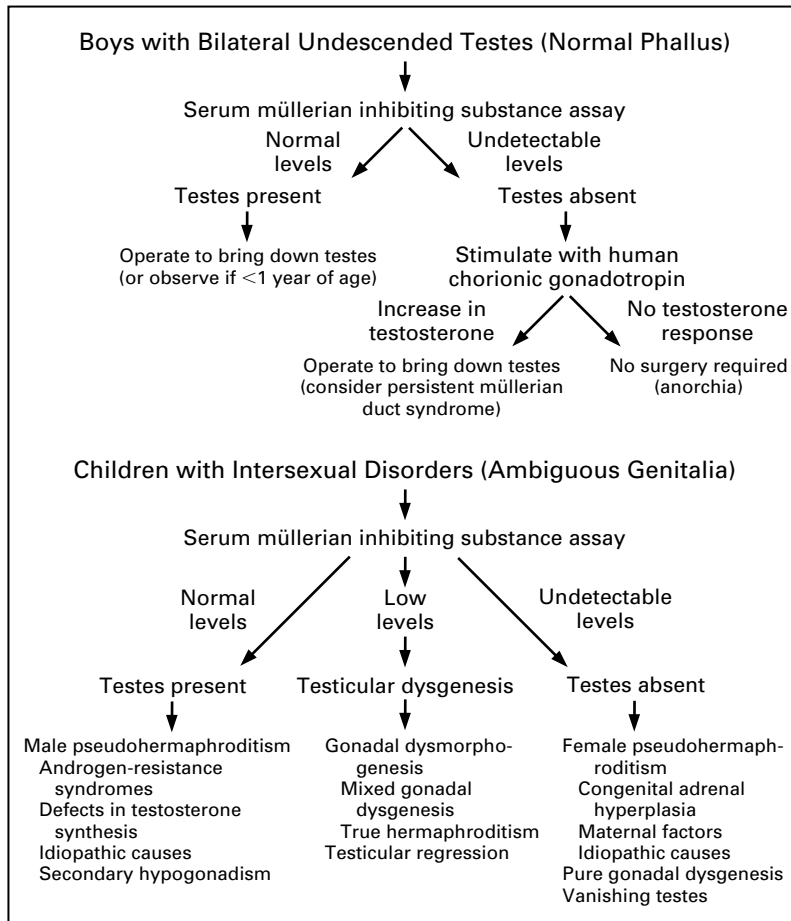 Boys with Bilateral Undescended Testes (Normal Phallus)
Serum müllerian inhibiting substance assay
Normal
levels
Undetectable
levels
Testes present
Testes absent
Operate to bring down testes
(or observe if <1 year of age)
Stimulate with human
chorionic gonadotropin
Increase in
testosterone
No testosterone
response
Operate to bring down testes
(consider persistent müllerian
duct syndrome)
No surgery required
(anorchia)
Children with Intersexual Disorders (Ambiguous Genitalia)
Serum müllerian inhibiting substance assay
Normal
levels
Low
levels
Undetectable
levels
Testes present
Testicular dysgenesis
Testes absent
Male pseudohermaphroditism
Androgen-resistance
syndromes
Defects in testosterone
synthesis
Idiopathic causes
Secondary hypogonadism
Gonadal dysmorpho-
genesis
Mixed gonadal
dysgenesis
True hermaphroditism
Testicular regression
Female pseudohermaph-
roditism
Congenital adrenal
hyperplasia
Maternal factors
Idiopathic causes
Pure gonadal dysgenesis
Vanishing testes